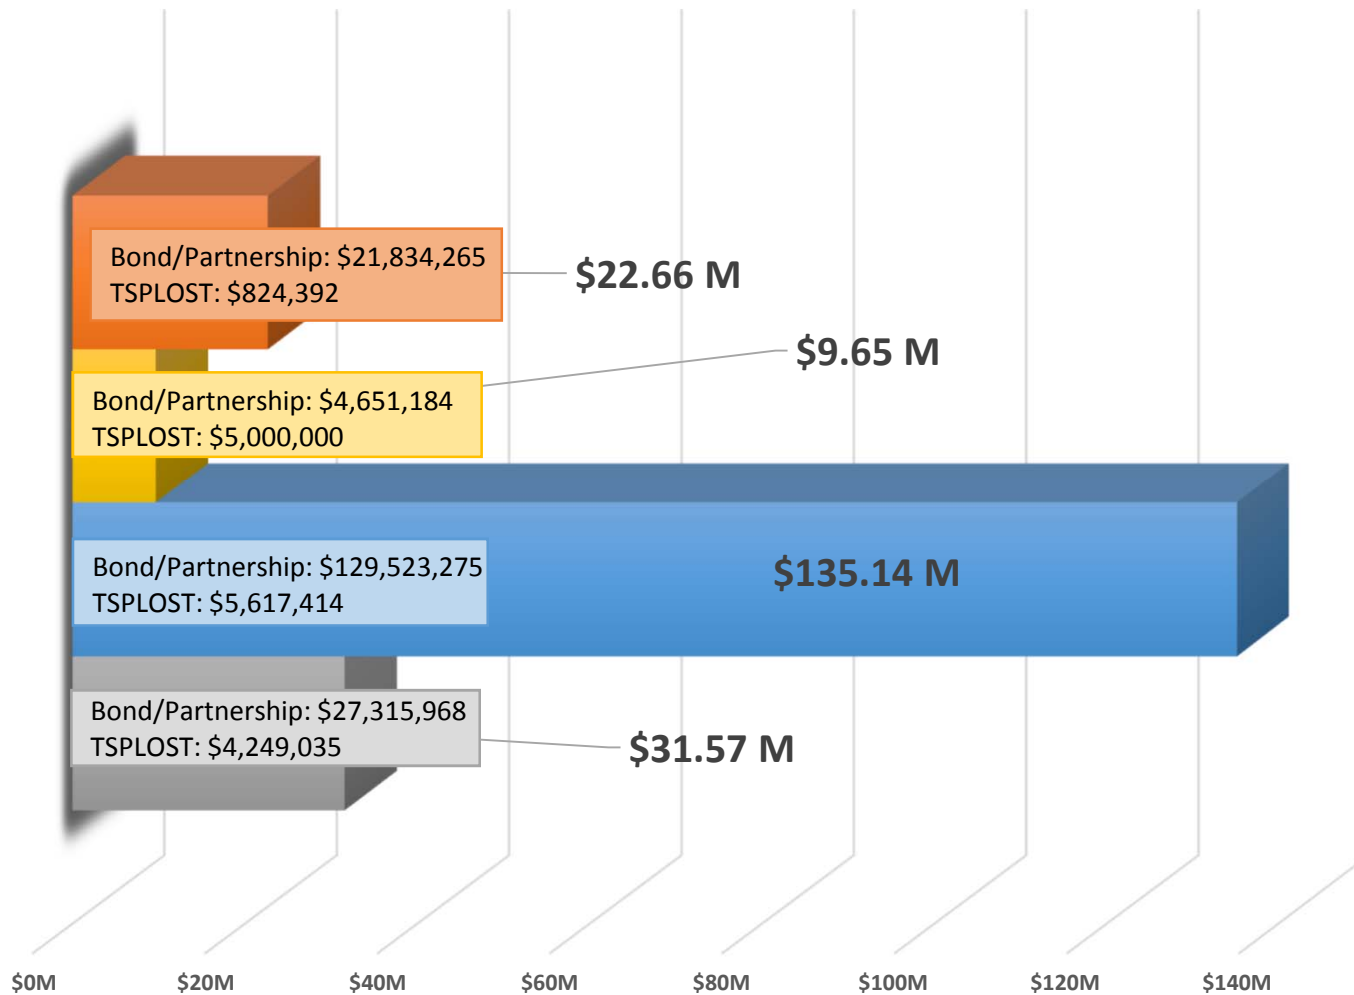 Bond/Partnership: $21,834,265
TSPLOST: $824,392
$22.66 M
$9.65 M
Bond/Partnership: $4,651,184
TSPLOST: $5,000,000
Bond/Partnership: $129,523,275
TSPLOST: $5,617,414
$135.14 M
Bond/Partnership: $27,315,968
TSPLOST: $4,249,035
$31.57 M
$0M $20M $40M $60M $80M $100M $120M $140M